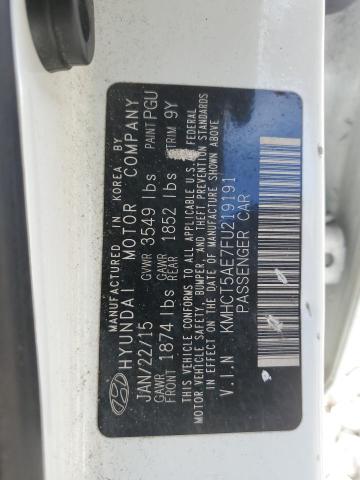 MANUFACTURED IN KOREA BY
HYUNDAI MOTOR COMPANY
JAN/22/15 GVWR 3549 lbs PAINT PGU
GAWR FRONT 1874 lbs GAWR REAR 1852 lbs TRIM 9Y
THIS VEHICLE CONFORMS TO ALL APPLICABLE U.S. FEDERAL
MOTOR VEHICLE SAFETY, BUMPER, AND THEFT PREVENTION STANDARDS
IN EFFECT ON THE DATE OF MANUFACTURE SHOWN ABOVE
V.I.N KMHCT5AE7FU219191
PASSENGER CAR